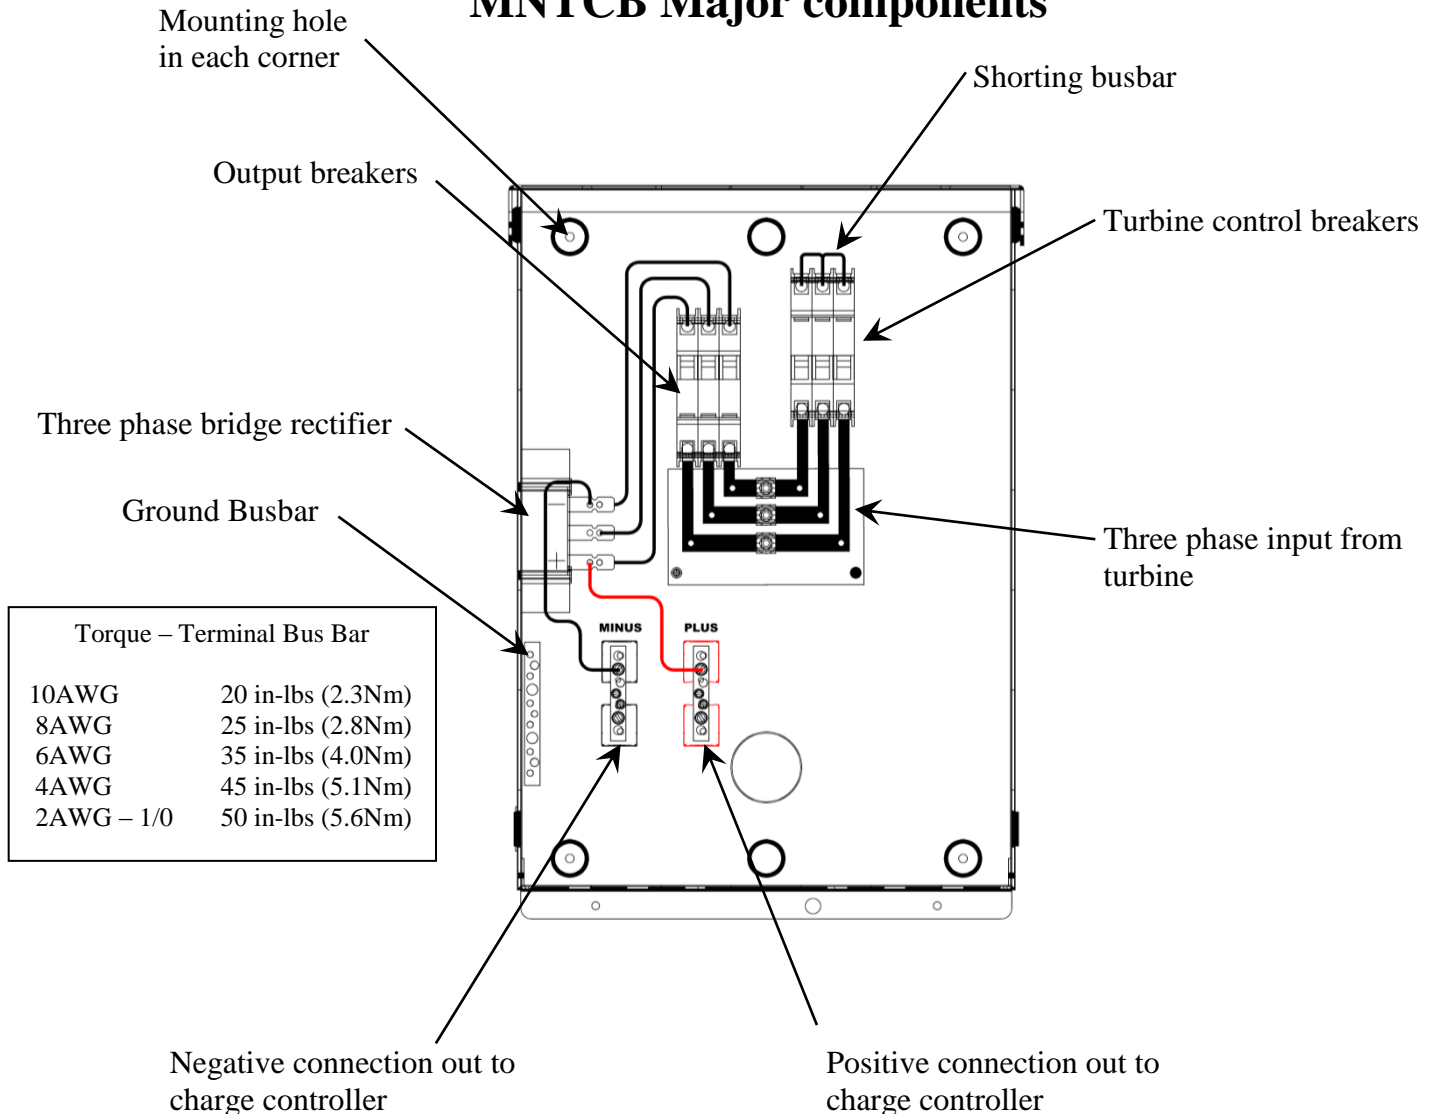 MNTCB Major components
Mounting hole
in each corner
Shorting busbar
Output breakers
Turbine control breakers
Three phase bridge rectifier
Ground Busbar
Three phase input from
turbine
Torque – Terminal Bus Bar
10AWG 20 in-lbs (2.3Nm)
8AWG 25 in-lbs (2.8Nm)
6AWG 35 in-lbs (4.0Nm)
4AWG 45 in-lbs (5.1Nm)
2AWG – 1/0 50 in-lbs (5.6Nm)
MINUS
PLUS
Negative connection out to
charge controller
Positive connection out to
charge controller